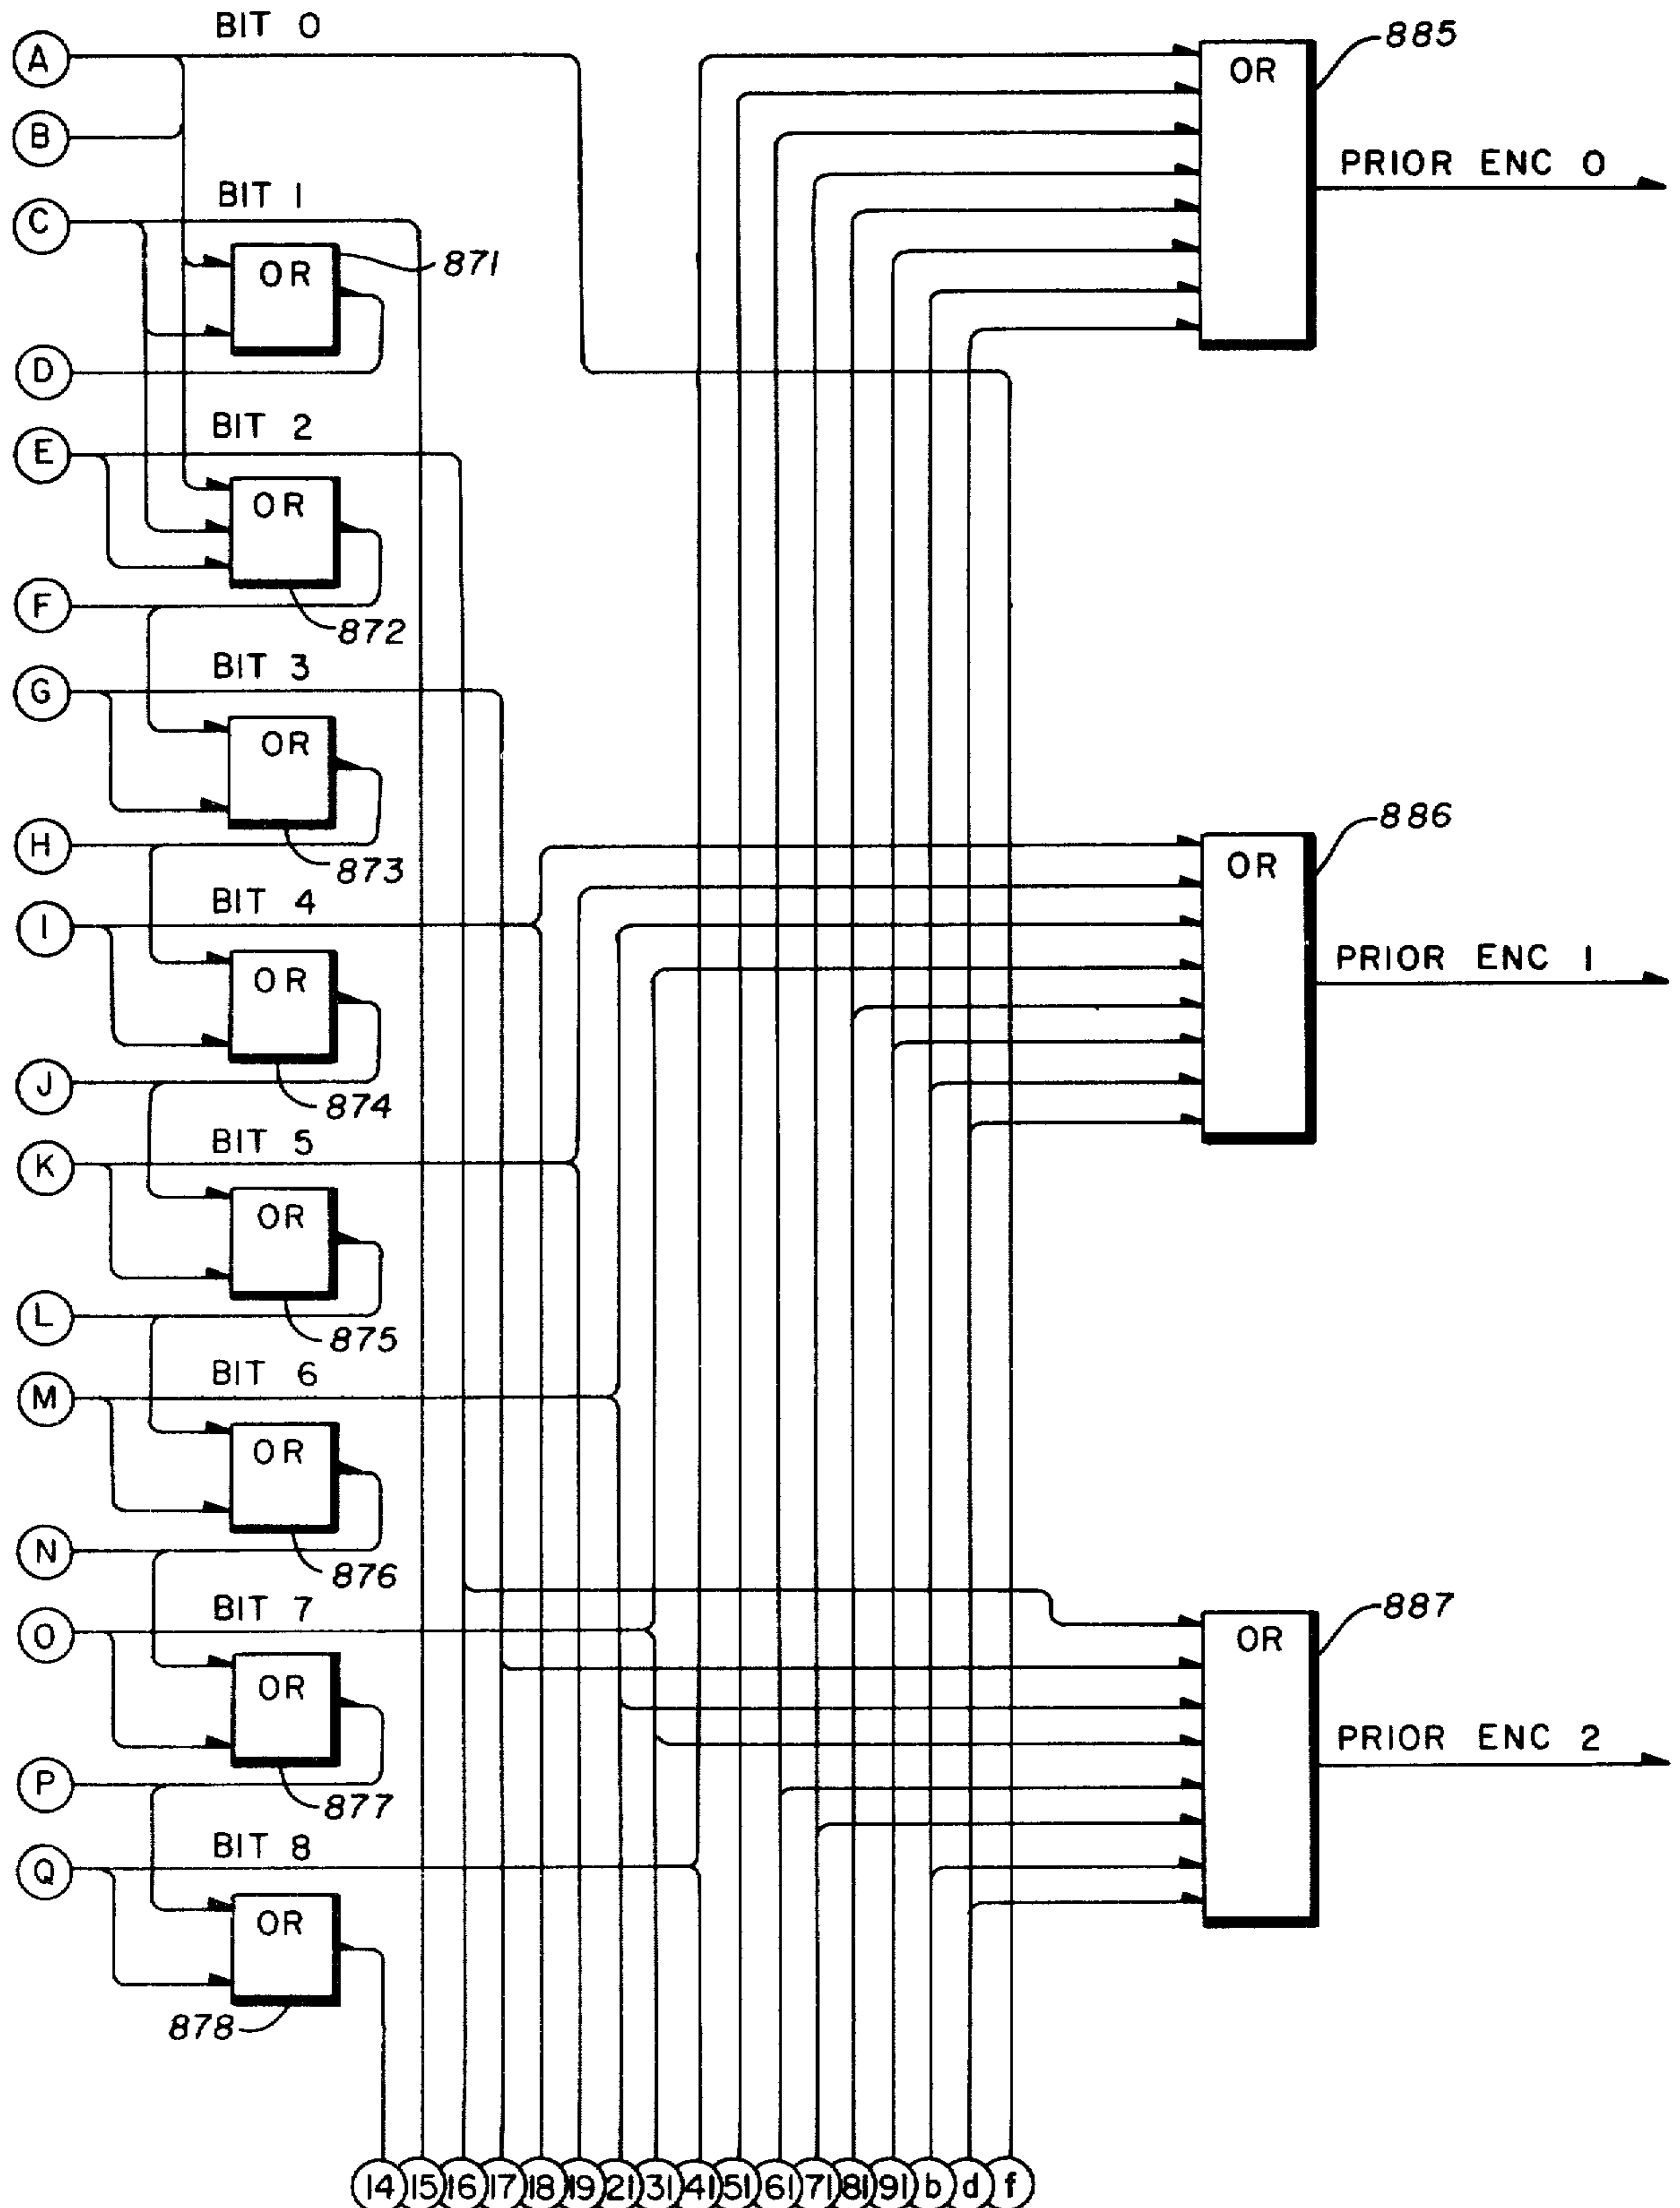 A
BIT 0
B
C
BIT 1
OR
871
D
E
BIT 2
OR
872
F
G
BIT 3
OR
873
H
I
BIT 4
OR
874
J
K
BIT 5
OR
875
L
M
BIT 6
OR
876
N
O
BIT 7
OR
877
P
Q
BIT 8
OR
878
OR
885
PRIOR ENC 0
OR
886
PRIOR ENC 1
OR
887
PRIOR ENC 2
14 15 16 17 18 19 21 31 41 51 61 71 81 91 b d f